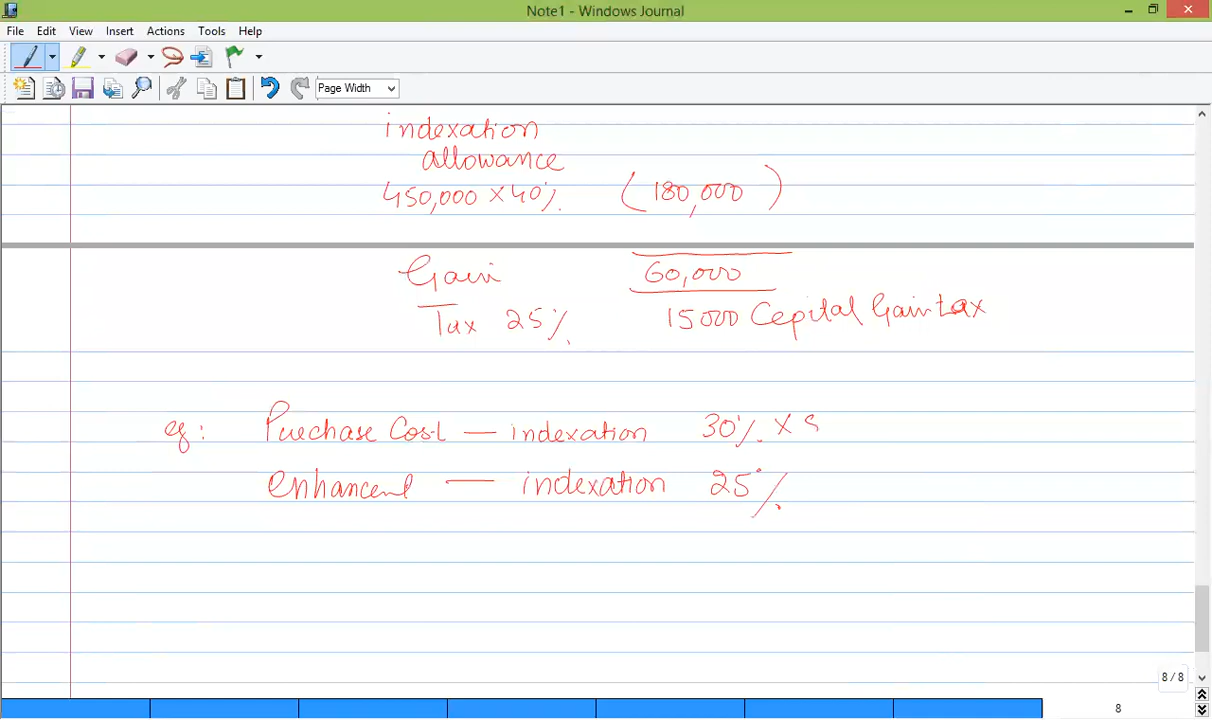 Note1 - Windows Journal
File Edit View Insert Actions Tools Help
Page Width
indexation
allowance
450,000 x 40% (180,000)
Gain 60,000
Tax 25% 15000 Cepital Gain tax
eg: Purchase Cost — indexation 30% x
enhancement — indexation 25%
8 / 8
8